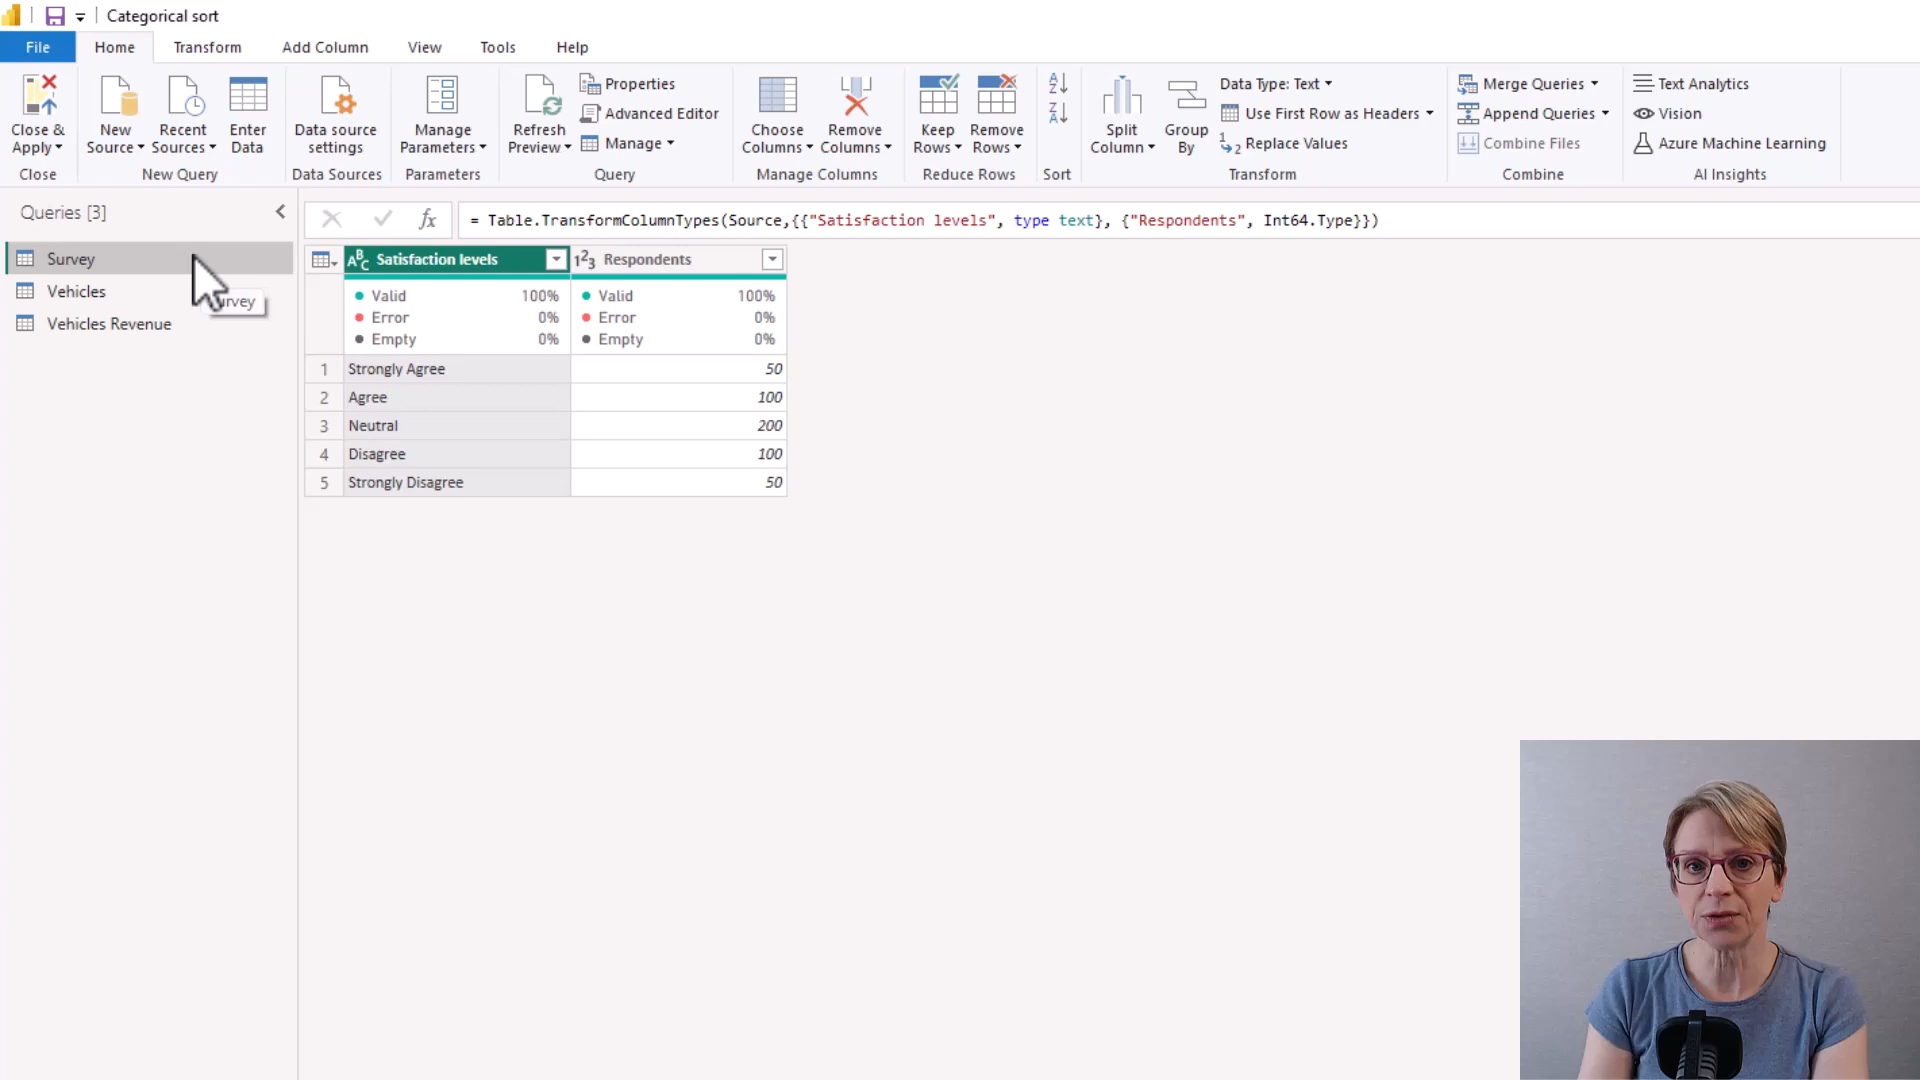 Categorical sort
File Home Transform Add Column View Tools Help
Close & Apply
New Source
Recent Sources
Enter Data
Data source settings
Manage Parameters
Refresh Preview
Properties
Advanced Editor
Manage
Choose Columns
Remove Columns
Keep Rows
Remove Rows
Split Column
Group By
Data Type: Text
Use First Row as Headers
Replace Values
Merge Queries
Append Queries
Combine Files
Text Analytics
Vision
Azure Machine Learning
Close New Query Data Sources Parameters Query Manage Columns Reduce Rows Sort Transform Combine AI Insights
Queries [3]
Survey
Vehicles
Vehicles Revenue
= Table.TransformColumnTypes(Source,{{"Satisfaction levels", type text}, {"Respondents", Int64.Type}})
Satisfaction levels Respondents
Valid 100% Valid 100%
Error 0% Error 0%
Empty 0% Empty 0%
1 Strongly Agree 50
2 Agree 100
3 Neutral 200
4 Disagree 100
5 Strongly Disagree 50